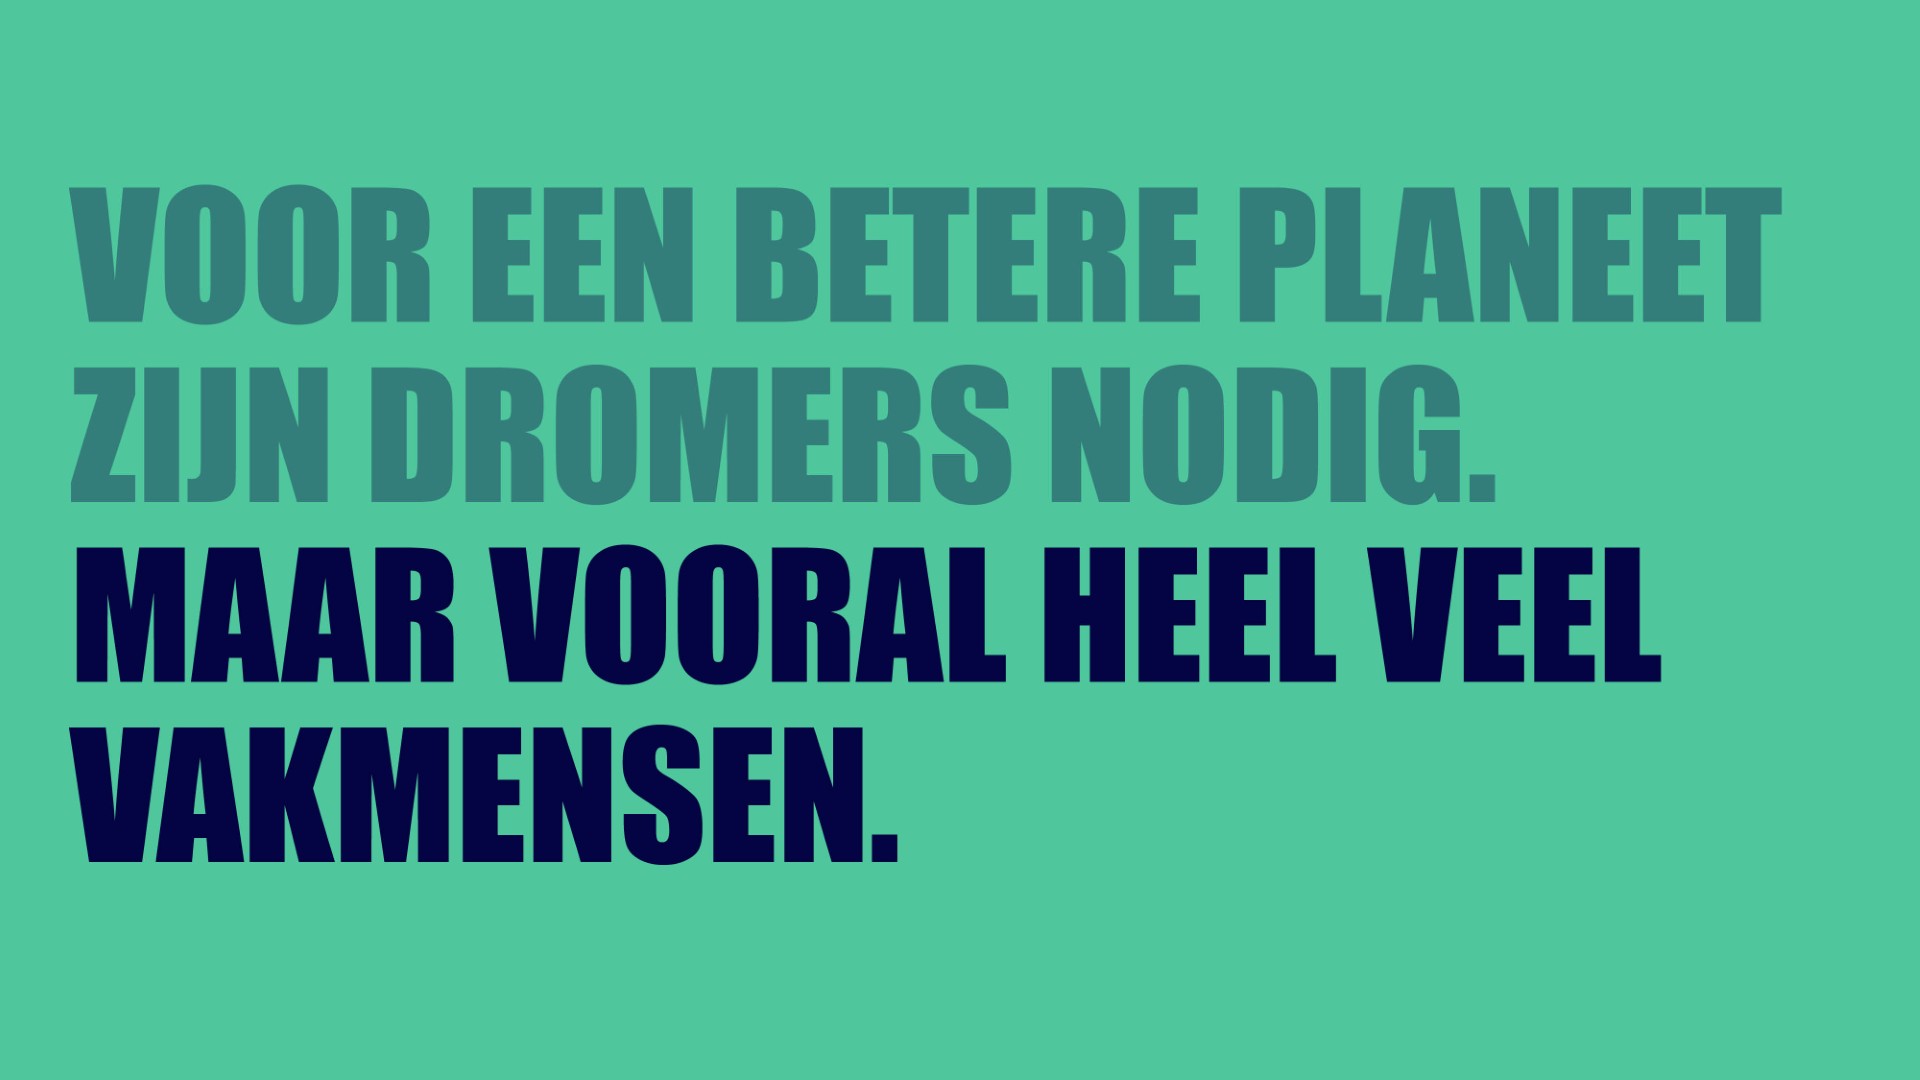 VOOR EEN BETERE PLANEET
ZIJN DROMERS NODIG.
MAAR VOORAL HEEL VEEL
VAKMENSEN.